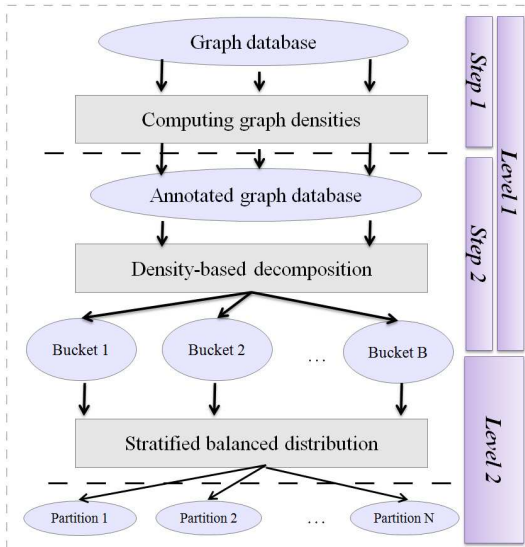 Graph database
Computing graph densities
Step 1
Annotated graph database
Density-based decomposition
Step 2
Level 1
Bucket 1
Bucket 2
...
Bucket B
Stratified balanced distribution
Level 2
Partition 1
Partition 2
...
Partition N